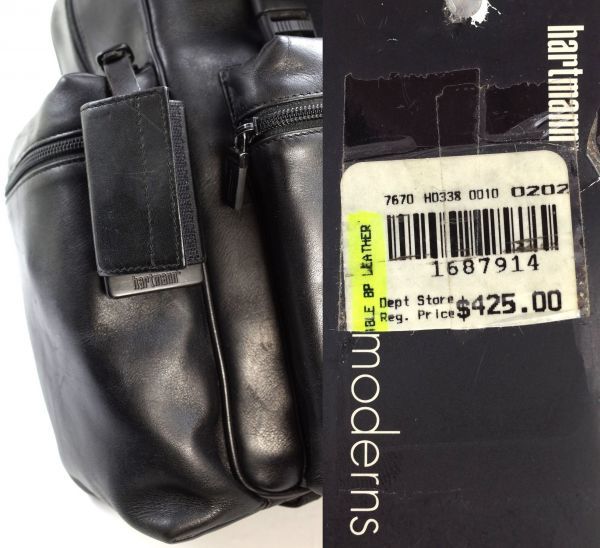 hartmann
hartmann
7670 H0338 0010 0202
1687914
BLE BP LEATHER
Dept Store
Reg. Price $425.00
moderns